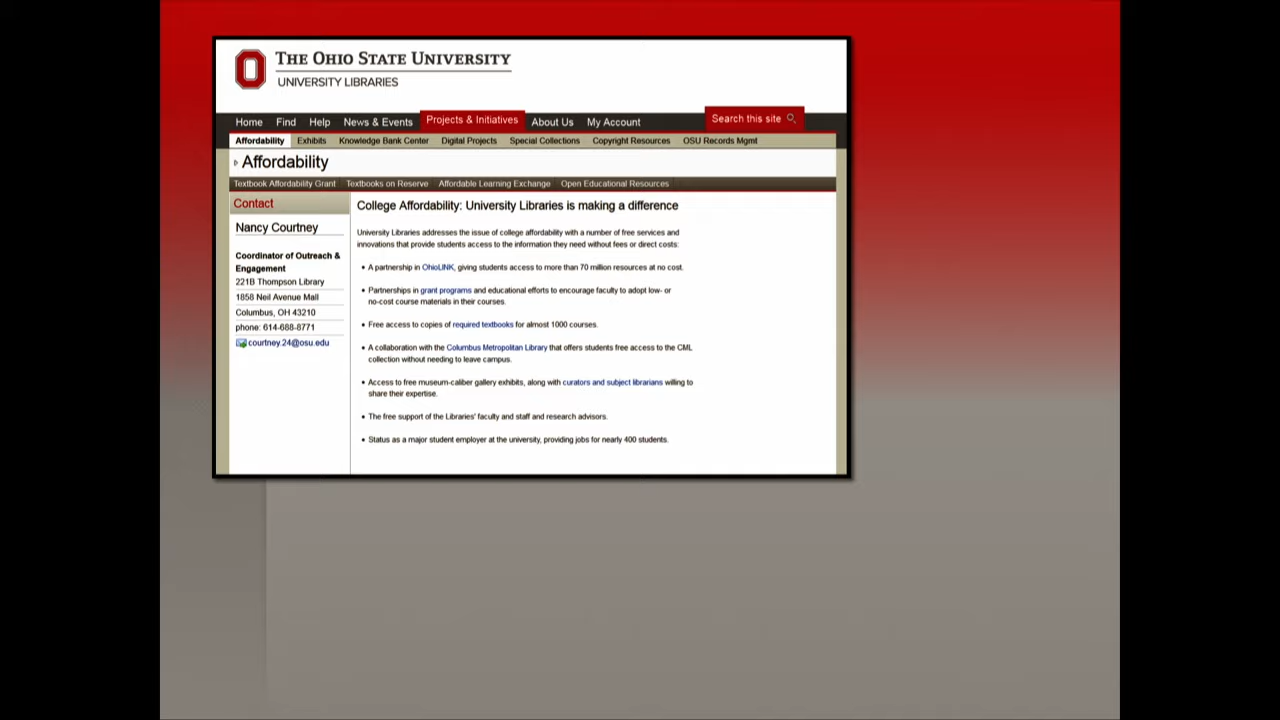 THE OHIO STATE UNIVERSITY
UNIVERSITY LIBRARIES
Home Find Help News & Events Projects & Initiatives About Us My Account Search this site
Affordability Exhibits Knowledge Bank Center Digital Projects Special Collections Copyright Resources OSU Records Mgmt
Affordability
Textbook Affordability Grant Textbooks on Reserve Affordable Learning Exchange Open Educational Resources
Contact
Nancy Courtney
Coordinator of Outreach &
Engagement
221B Thompson Library
1858 Neil Avenue Mall
Columbus, OH 43210
phone: 614-688-8771
courtney.24@osu.edu
College Affordability: University Libraries is making a difference
University Libraries addresses the issue of college affordability with a number of free services and
innovations that provide students access to the information they need without fees or direct costs:
• A partnership in OhioLINK, giving students access to more than 70 million resources at no cost.
• Partnerships in grant programs and educational efforts to encourage faculty to adopt low- or
no-cost course materials in their courses.
• Free access to copies of required textbooks for almost 1000 courses.
• A collaboration with the Columbus Metropolitan Library that offers students free access to the CML
collection without needing to leave campus.
• Access to free museum-caliber gallery exhibits, along with curators and subject librarians willing to
share their expertise.
• The free support of the Libraries' faculty and staff and research advisors.
• Status as a major student employer at the university, providing jobs for nearly 400 students.